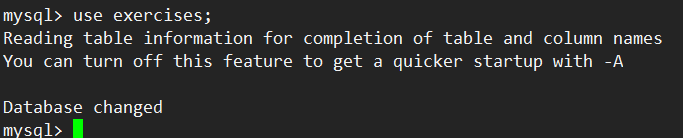 mysql> use exercises;
Reading table information for completion of table and column names
You can turn off this feature to get a quicker startup with -A
Database changed
mysql>